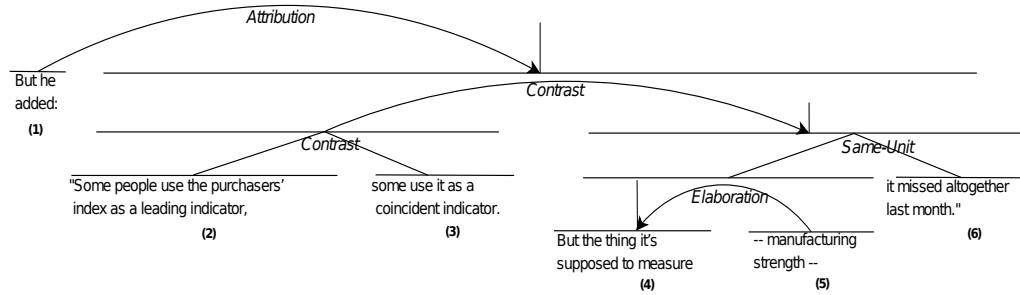 Attribution
But he
added:
(1)
Contrast
Contrast
"Some people use the purchasers'
index as a leading indicator,
(2)
some use it as a
coincident indicator.
(3)
Same-Unit
Elaboration
But the thing it's
supposed to measure
(4)
-- manufacturing
strength --
(5)
it missed altogether
last month."
(6)